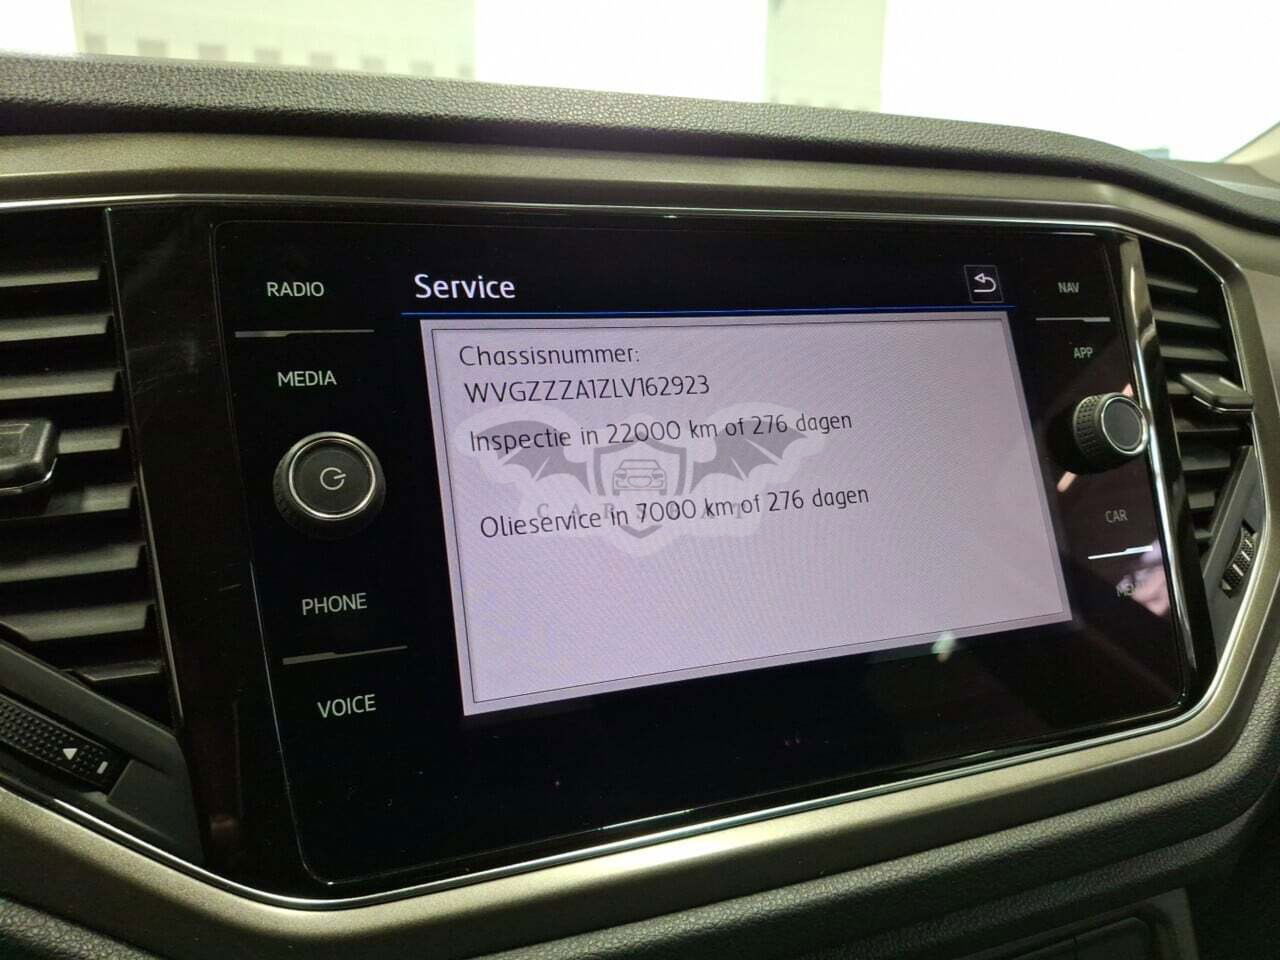 RADIO
MEDIA
PHONE
VOICE
Service
Chassisnummer:
WVGZZZA1ZLV162923
Inspectie in 22000 km of 276 dagen
Olieservice in 7000 km of 276 dagen
NAV
APP
CAR